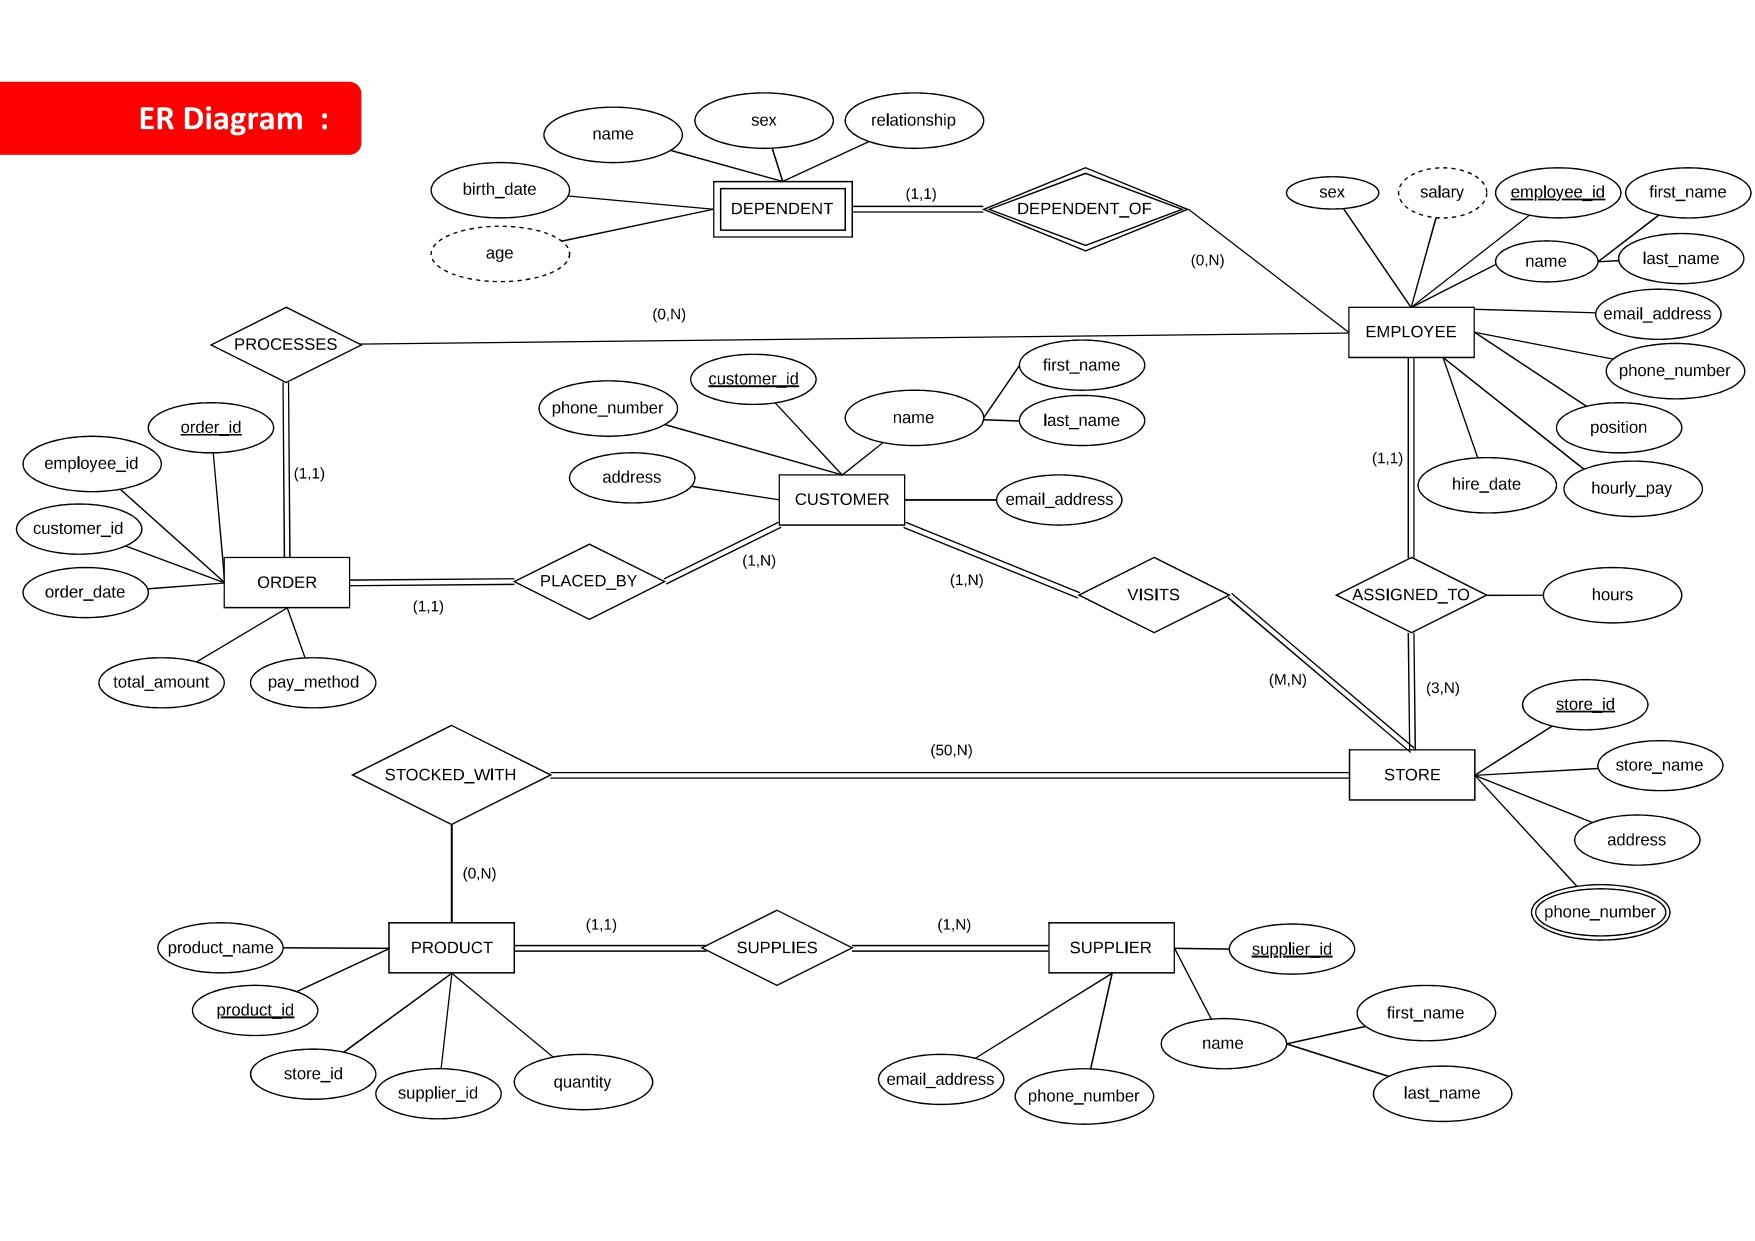 ER Diagram :
name
sex
relationship
birth_date
age
DEPENDENT
(1,1)
DEPENDENT_OF
(0,N)
sex
salary
employee_id
first_name
name
last_name
email_address
EMPLOYEE
phone_number
position
hire_date
hourly_pay
PROCESSES
(0,N)
(1,1)
order_id
employee_id
customer_id
order_date
ORDER
total_amount
pay_method
(1,1)
PLACED_BY
(1,N)
customer_id
phone_number
name
first_name
last_name
address
CUSTOMER
email_address
(1,N)
VISITS
(M,N)
(1,1)
ASSIGNED_TO
hours
(3,N)
store_id
store_name
STORE
address
phone_number
STOCKED_WITH
(50,N)
(0,N)
product_name
PRODUCT
product_id
store_id
supplier_id
quantity
(1,1)
SUPPLIES
(1,N)
SUPPLIER
supplier_id
name
first_name
last_name
email_address
phone_number